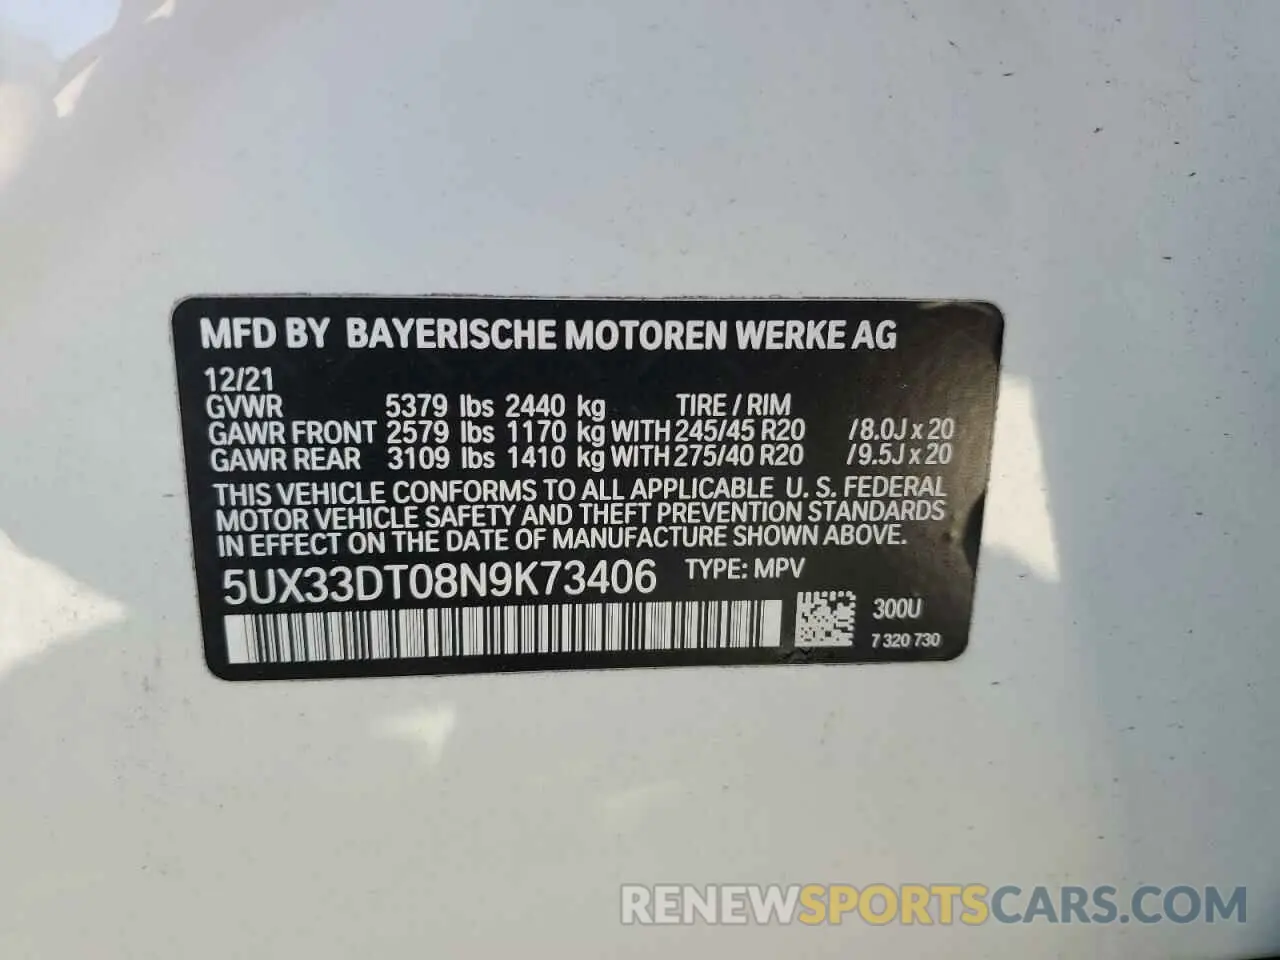 MFD BY BAYERISCHE MOTOREN WERKE AG
12/21
GVWR 5379 lbs 2440 kg TIRE / RIM
GAWR FRONT 2579 lbs 1170 kg WITH 245/45 R20 /8.0J x 20
GAWR REAR 3109 lbs 1410 kg WITH 275/40 R20 /9.5J x 20
THIS VEHICLE CONFORMS TO ALL APPLICABLE U. S. FEDERAL
MOTOR VEHICLE SAFETY AND THEFT PREVENTION STANDARDS
IN EFFECT ON THE DATE OF MANUFACTURE SHOWN ABOVE.
5UX33DT08N9K73406 TYPE: MPV
300U
7 320 730
RENEWSPORTSCARS.COM